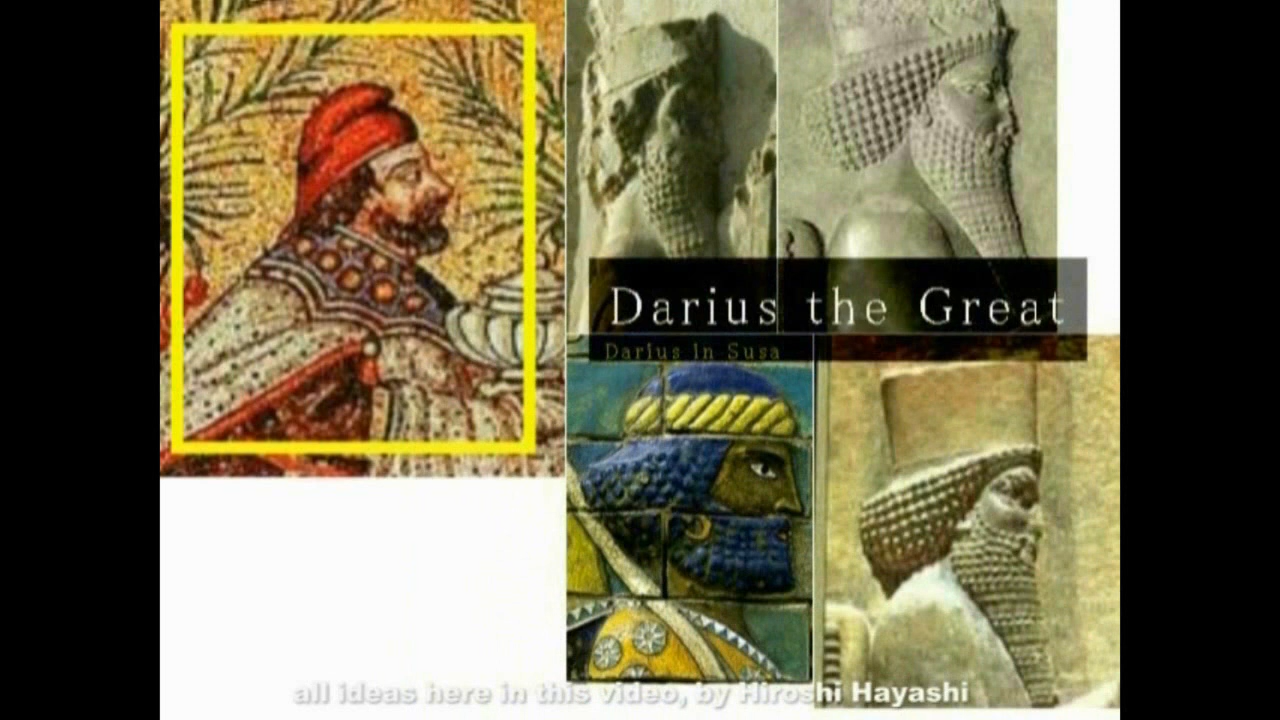 Darius the Great
Darius in Susa
all ideas here in this video, by Hiroshi Hayashi